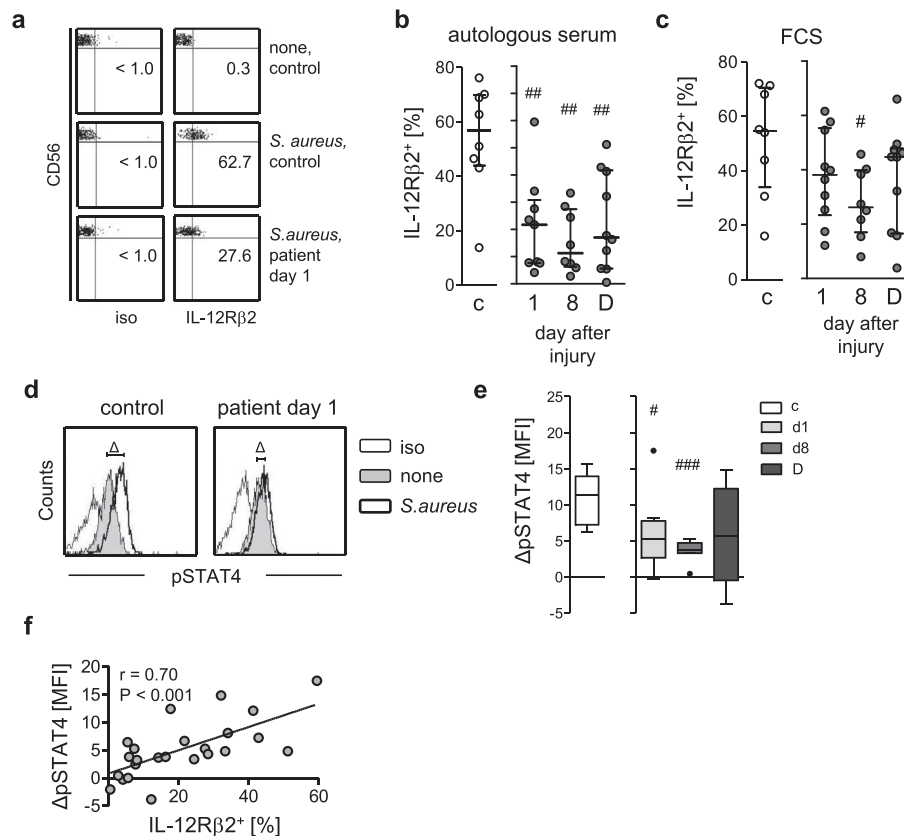 a
CD56
< 1.0
0.3
none,
control
< 1.0
62.7
S. aureus,
control
< 1.0
27.6
S.aureus,
patient
day 1
iso
IL-12Rβ2
b
autologous serum
IL-12Rβ2+ [%]
80
60
40
20
0
##
##
##
c
1
8
D
day after
injury
c
FCS
IL-12Rβ2+ [%]
80
60
40
20
0
#
c
1
8
D
day after
injury
d
control
patient day 1
Δ
Δ
Counts
pSTAT4
iso
none
S.aureus
e
ΔpSTAT4 [MFI]
25
20
15
10
5
0
-5
#
###
c
d1
d8
D
f
ΔpSTAT4 [MFI]
20
15
10
5
0
-5
r = 0.70
P < 0.001
20
40
60
IL-12Rβ2+ [%]